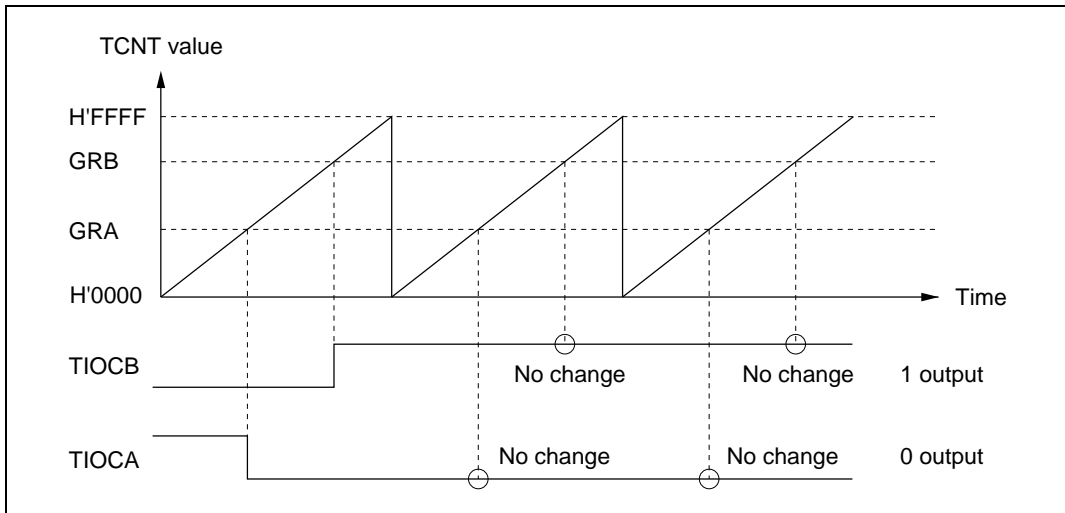 TCNT value
H'FFFF
GRB
GRA
H'0000
Time
TIOCB
No change
No change
1 output
TIOCA
No change
No change
0 output